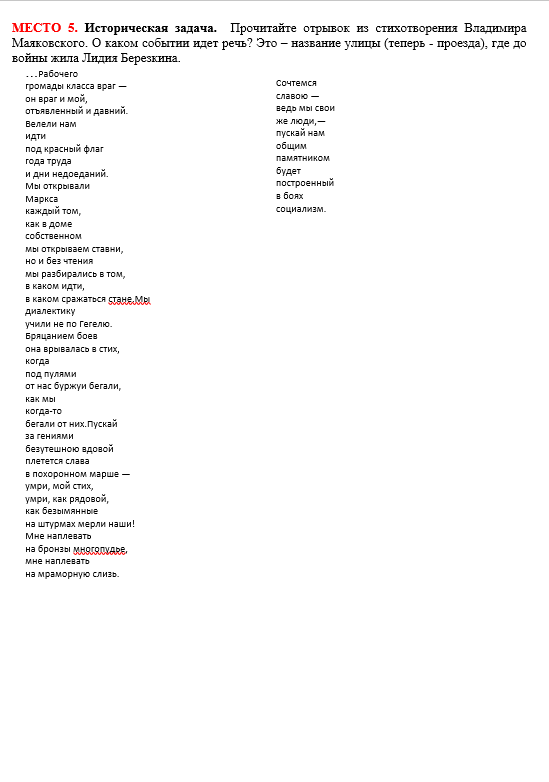 МЕСТО 5. Историческая задача. Прочитайте отрывок из стихотворения Владимира
Маяковского. О каком событии идет речь? Это – название улицы (теперь - проезда), где до
войны жила Лидия Березкина.
...Рабочего
громады класса враг —
он враг и мой,
отъявленный и давний.
Велели нам
идти
под красный флаг
года труда
и дни недоеданий.
Мы открывали
Маркса
каждый том,
как в доме
собственном
мы открываем ставни,
но и без чтения
мы разбирались в том,
в каком идти,
в каком сражаться стане.Мы
диалектику
учили не по Гегелю.
Бряцанием боев
она врывалась в стих,
когда
под пулями
от нас буржуи бегали,
как мы
когда-то
бегали от них.Пускай
за гениями
безутешною вдовой
плетется слава
в похоронном марше —
умри, мой стих,
умри, как рядовой,
как безымянные
на штурмах мерли наши!
Мне наплевать
на бронзы многопудье,
мне наплевать
на мраморную слизь.
Сочтемся
славою —
ведь мы свои
же люди,—
пускай нам
общим
памятником
будет
построенный
в боях
социализм.